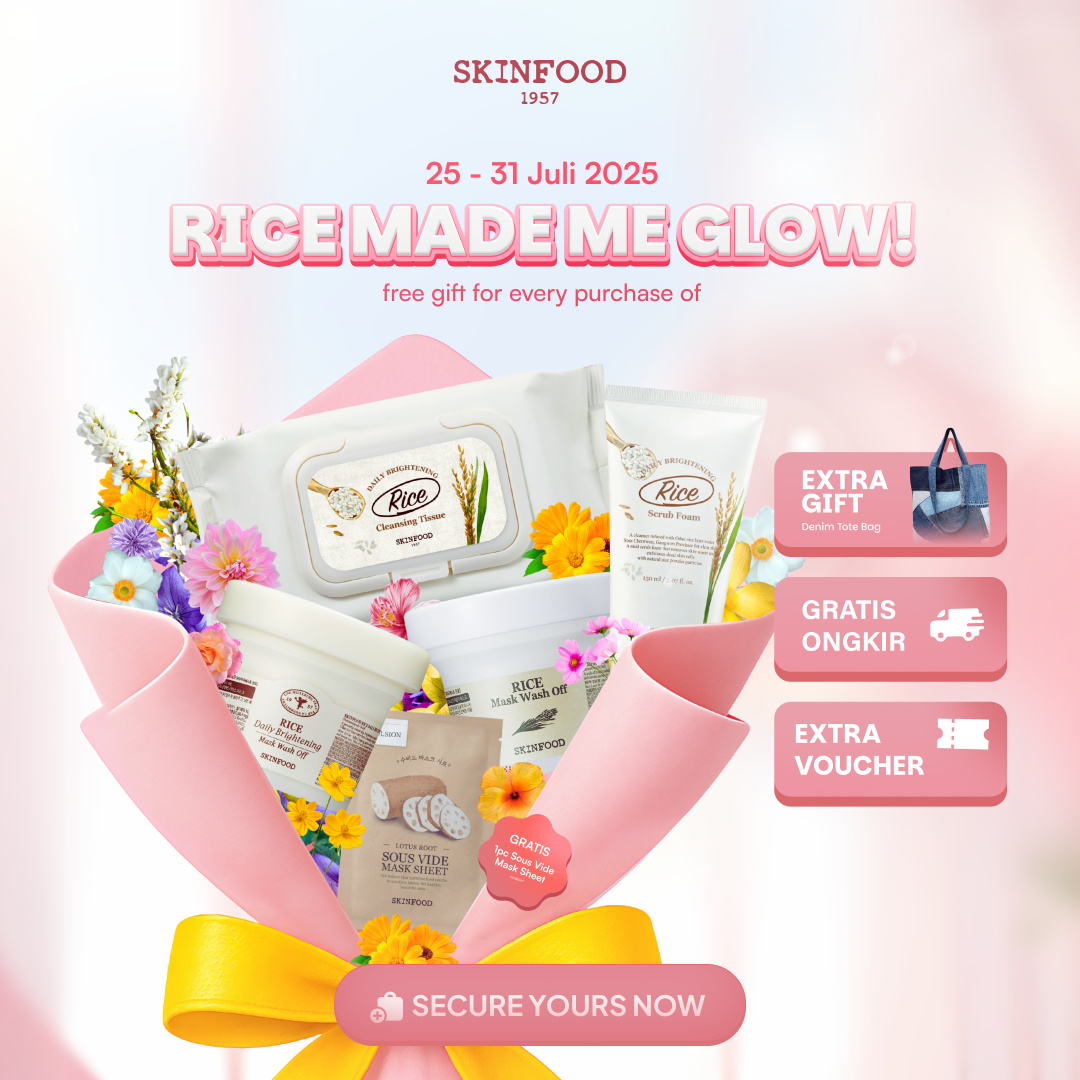 SKINFOOD
1957
25 - 31 Juli 2025
RICE MADE ME GLOW!
free gift for every purchase of
DAILY BRIGHTENING
Rice
Cleansing Tissue
SKINFOOD
1957
DAILY BRIGHTENING
Rice
Scrub Foam
EXTRA
GIFT
Denim Tote Bag
GRATIS
ONGKIR
EXTRA
VOUCHER
RICE
Daily Brightening
Mask Wash Off
SKINFOOD
RICE
Mask Wash Off
SKINFOOD
LOTUS ROOT
SOUS VIDE
MASK SHEET
SKINFOOD
GRATIS
1pc Sous Vide
Mask Sheet
SECURE YOURS NOW